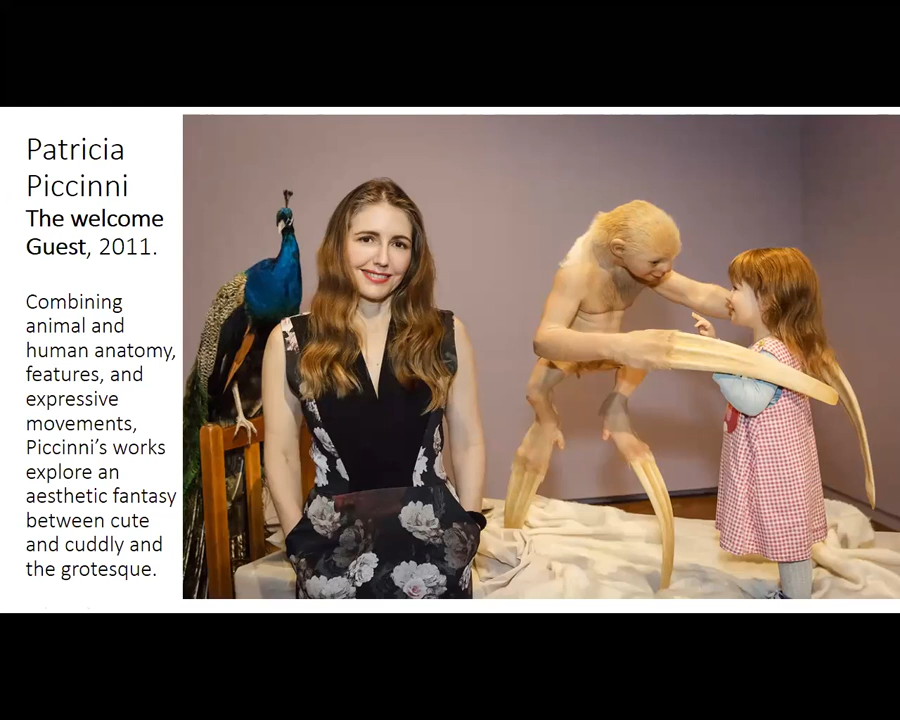 Patricia
Piccinni
The welcome
Guest, 2011.
Combining
animal and
human anatomy,
features, and
expressive
movements,
Piccinni’s works
explore an
aesthetic fantasy
between cute
and cuddly and
the grotesque.